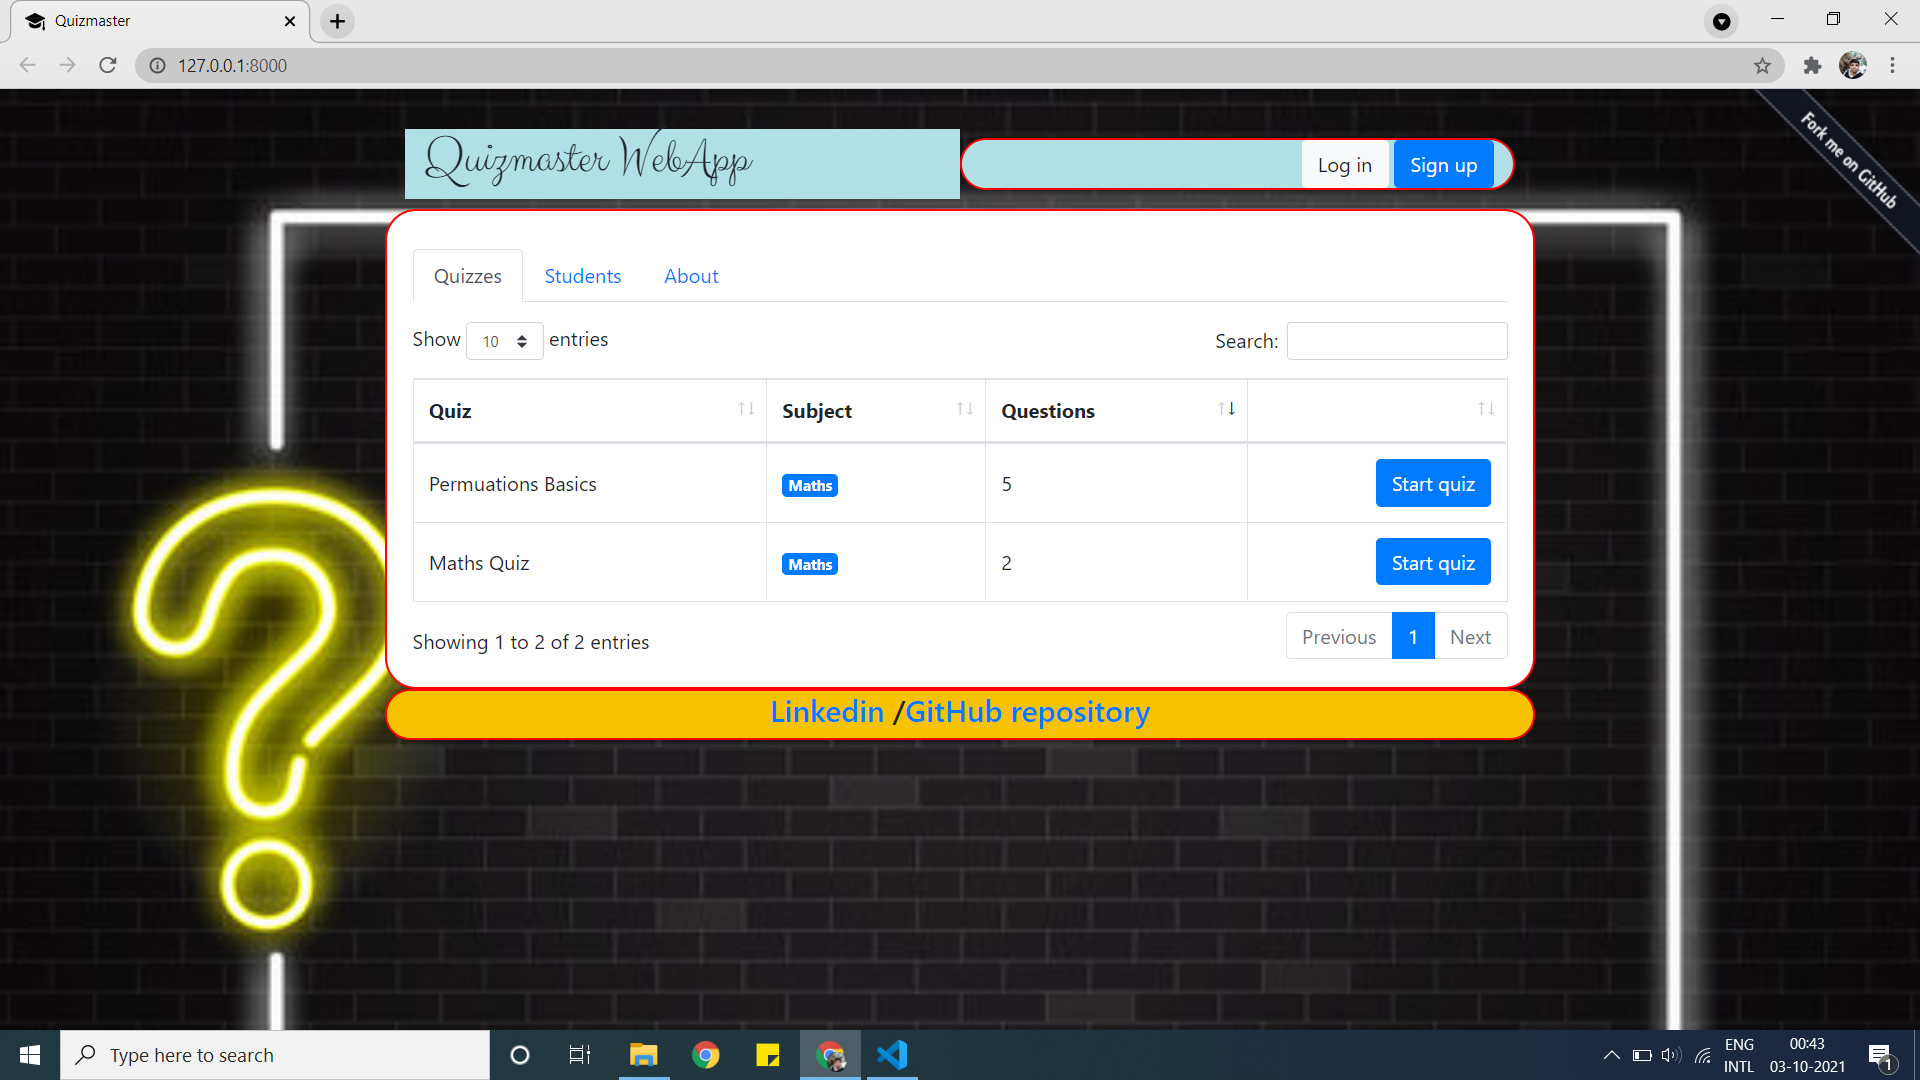 Quizmaster
127.0.0.1:8000
Fork me on GitHub
Quizmaster WebApp
Log in Sign up
Quizzes Students About
Show 10 entries Search:
Quiz Subject Questions
Permuations Basics Maths 5 Start quiz
Maths Quiz Maths 2 Start quiz
Showing 1 to 2 of 2 entries Previous 1 Next
Linkedin /GitHub repository
Type here to search
ENG 00:43
INTL 03-10-2021 1